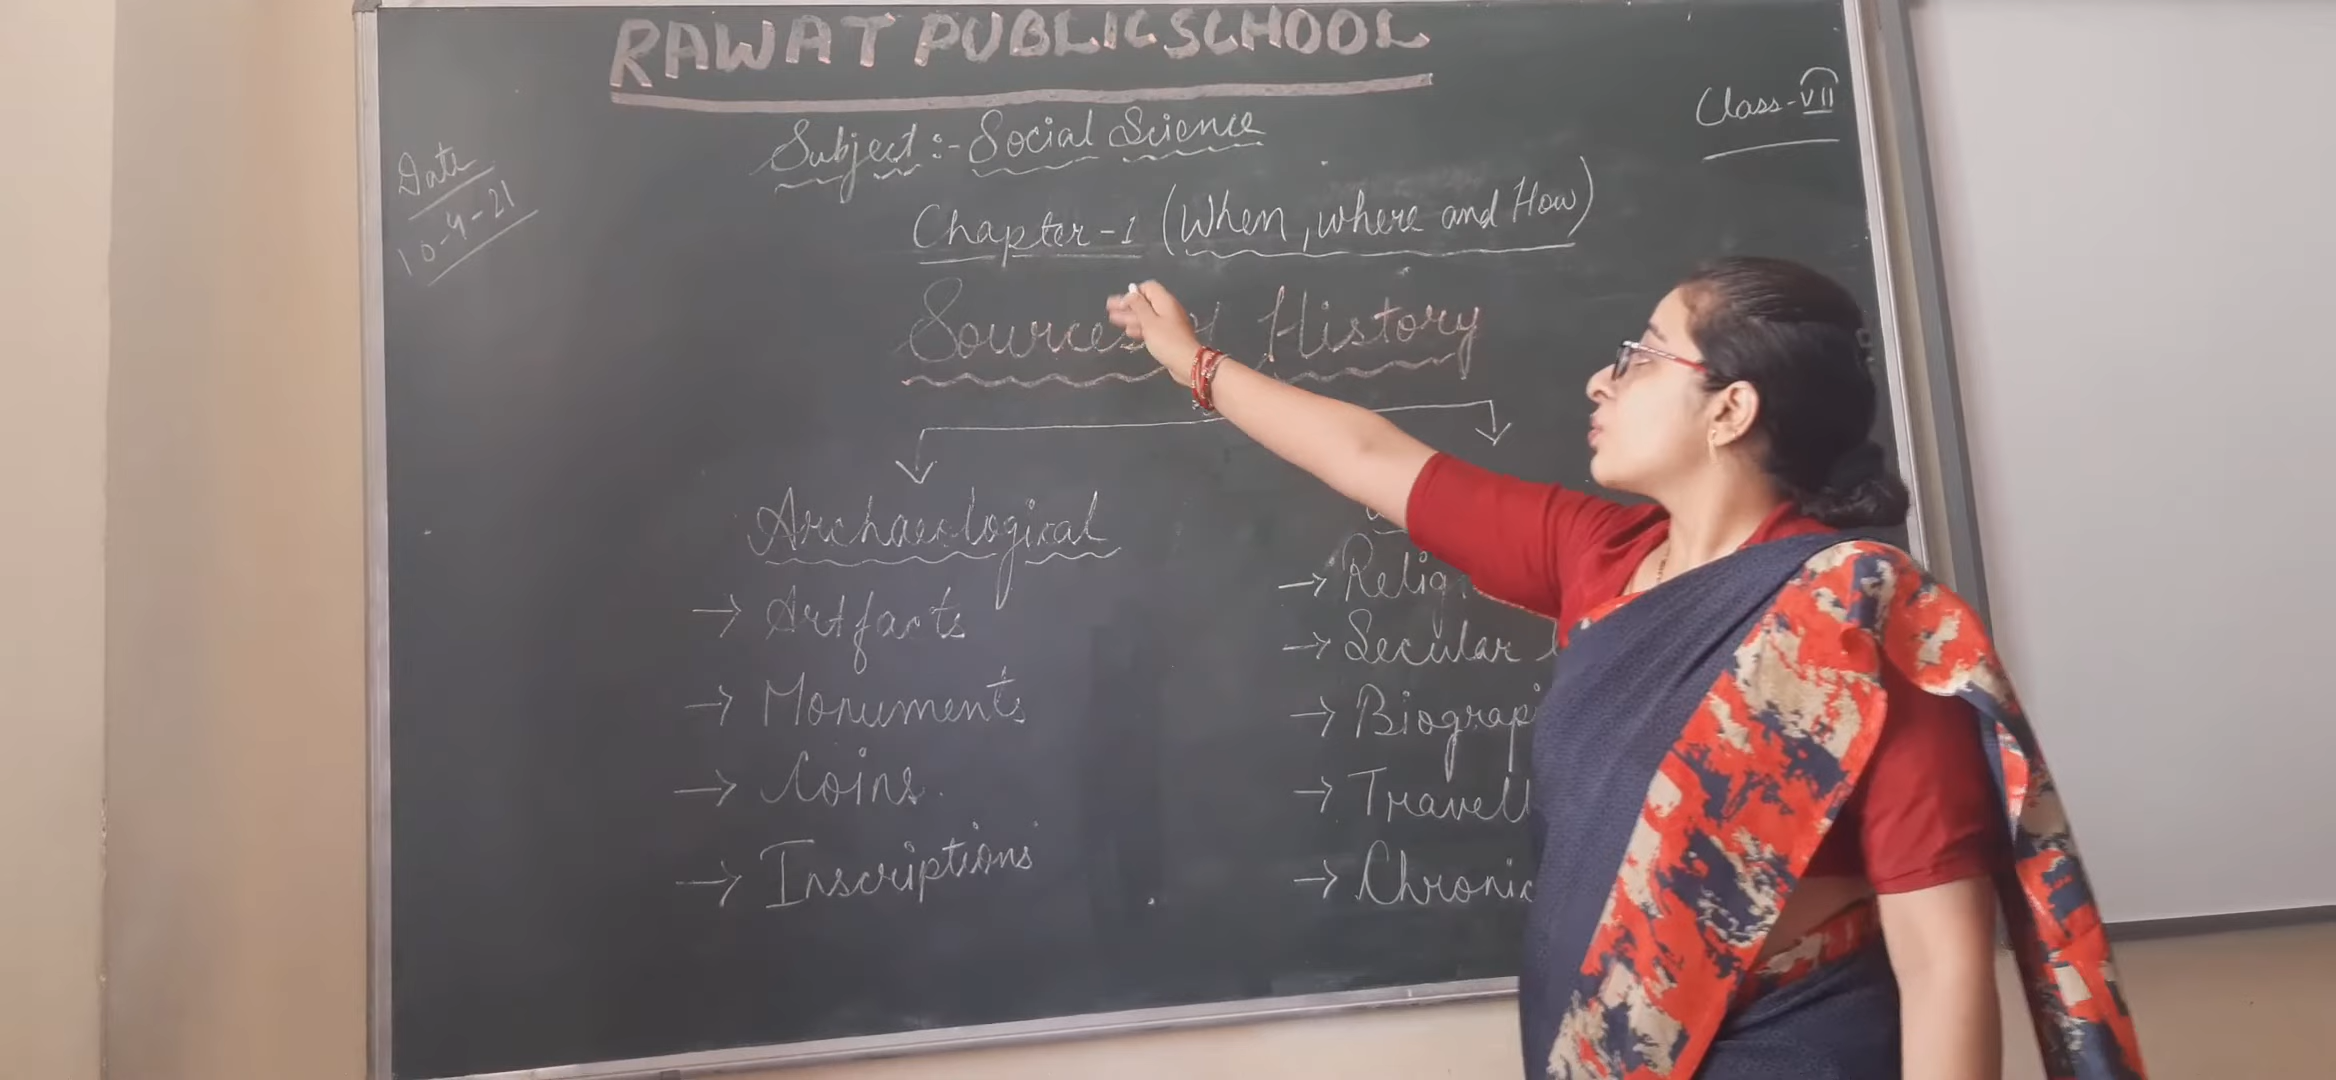 RAWAT PUBLIC SCHOOL
Class-VII
Subject:- Social Science
Date
10-4-21
Chapter-1 (When, where and How)
Sources of History
Archaeological
→ Artfacts
→ Monuments
→ Coins.
→ Inscriptions
→ Relig
→ Secular
→ Biograp
→ Travell
→ Chronic